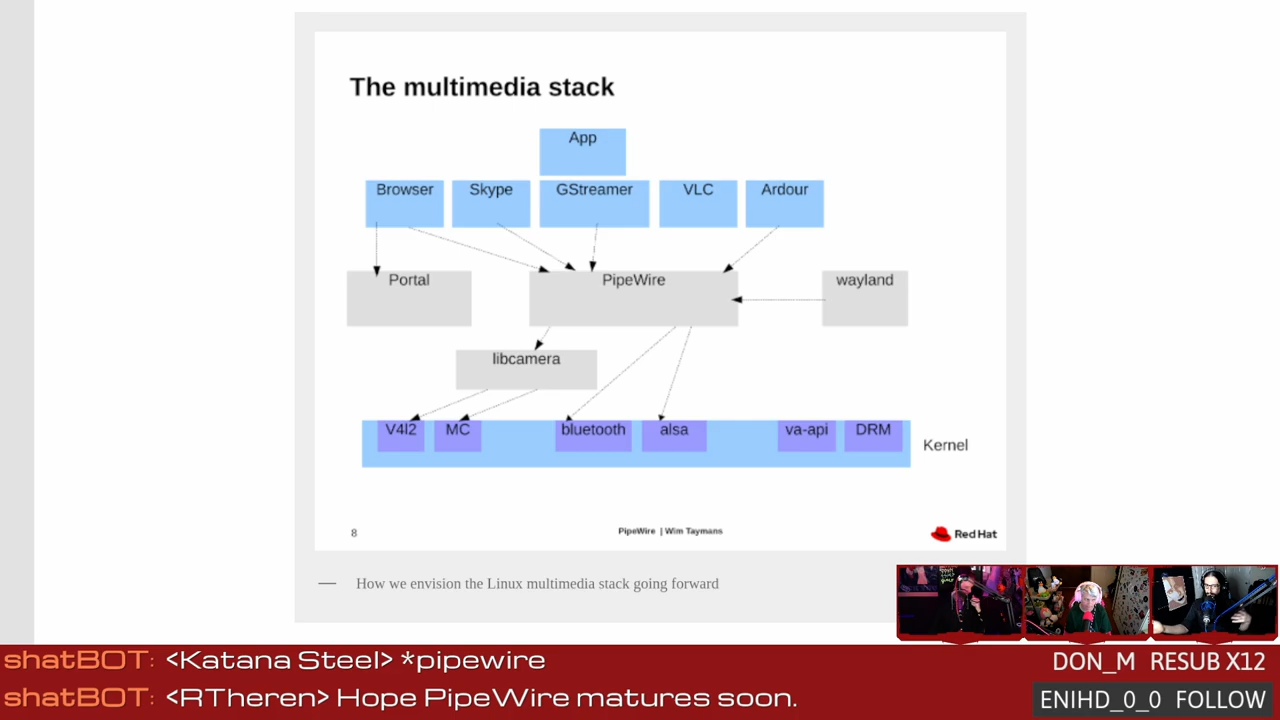 The multimedia stack
App
Browser Skype GStreamer VLC Ardour
Portal PipeWire wayland
libcamera
V4l2 MC bluetooth alsa va-api DRM
Kernel
8 PipeWire | Wim Taymans Red Hat
— How we envision the Linux multimedia stack going forward
shatBOT: <Katana Steel> *pipewire DON_M RESUB X12
shatBOT: <RTheren> Hope PipeWire matures soon. ENIHD_0_0 FOLLOW